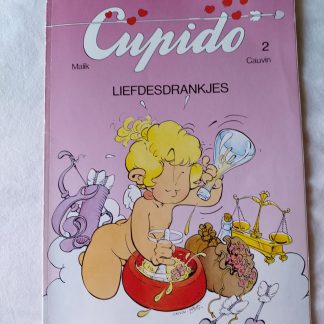 Cupido
2
Malik
Cauvin
LIEFDESDRANKJES